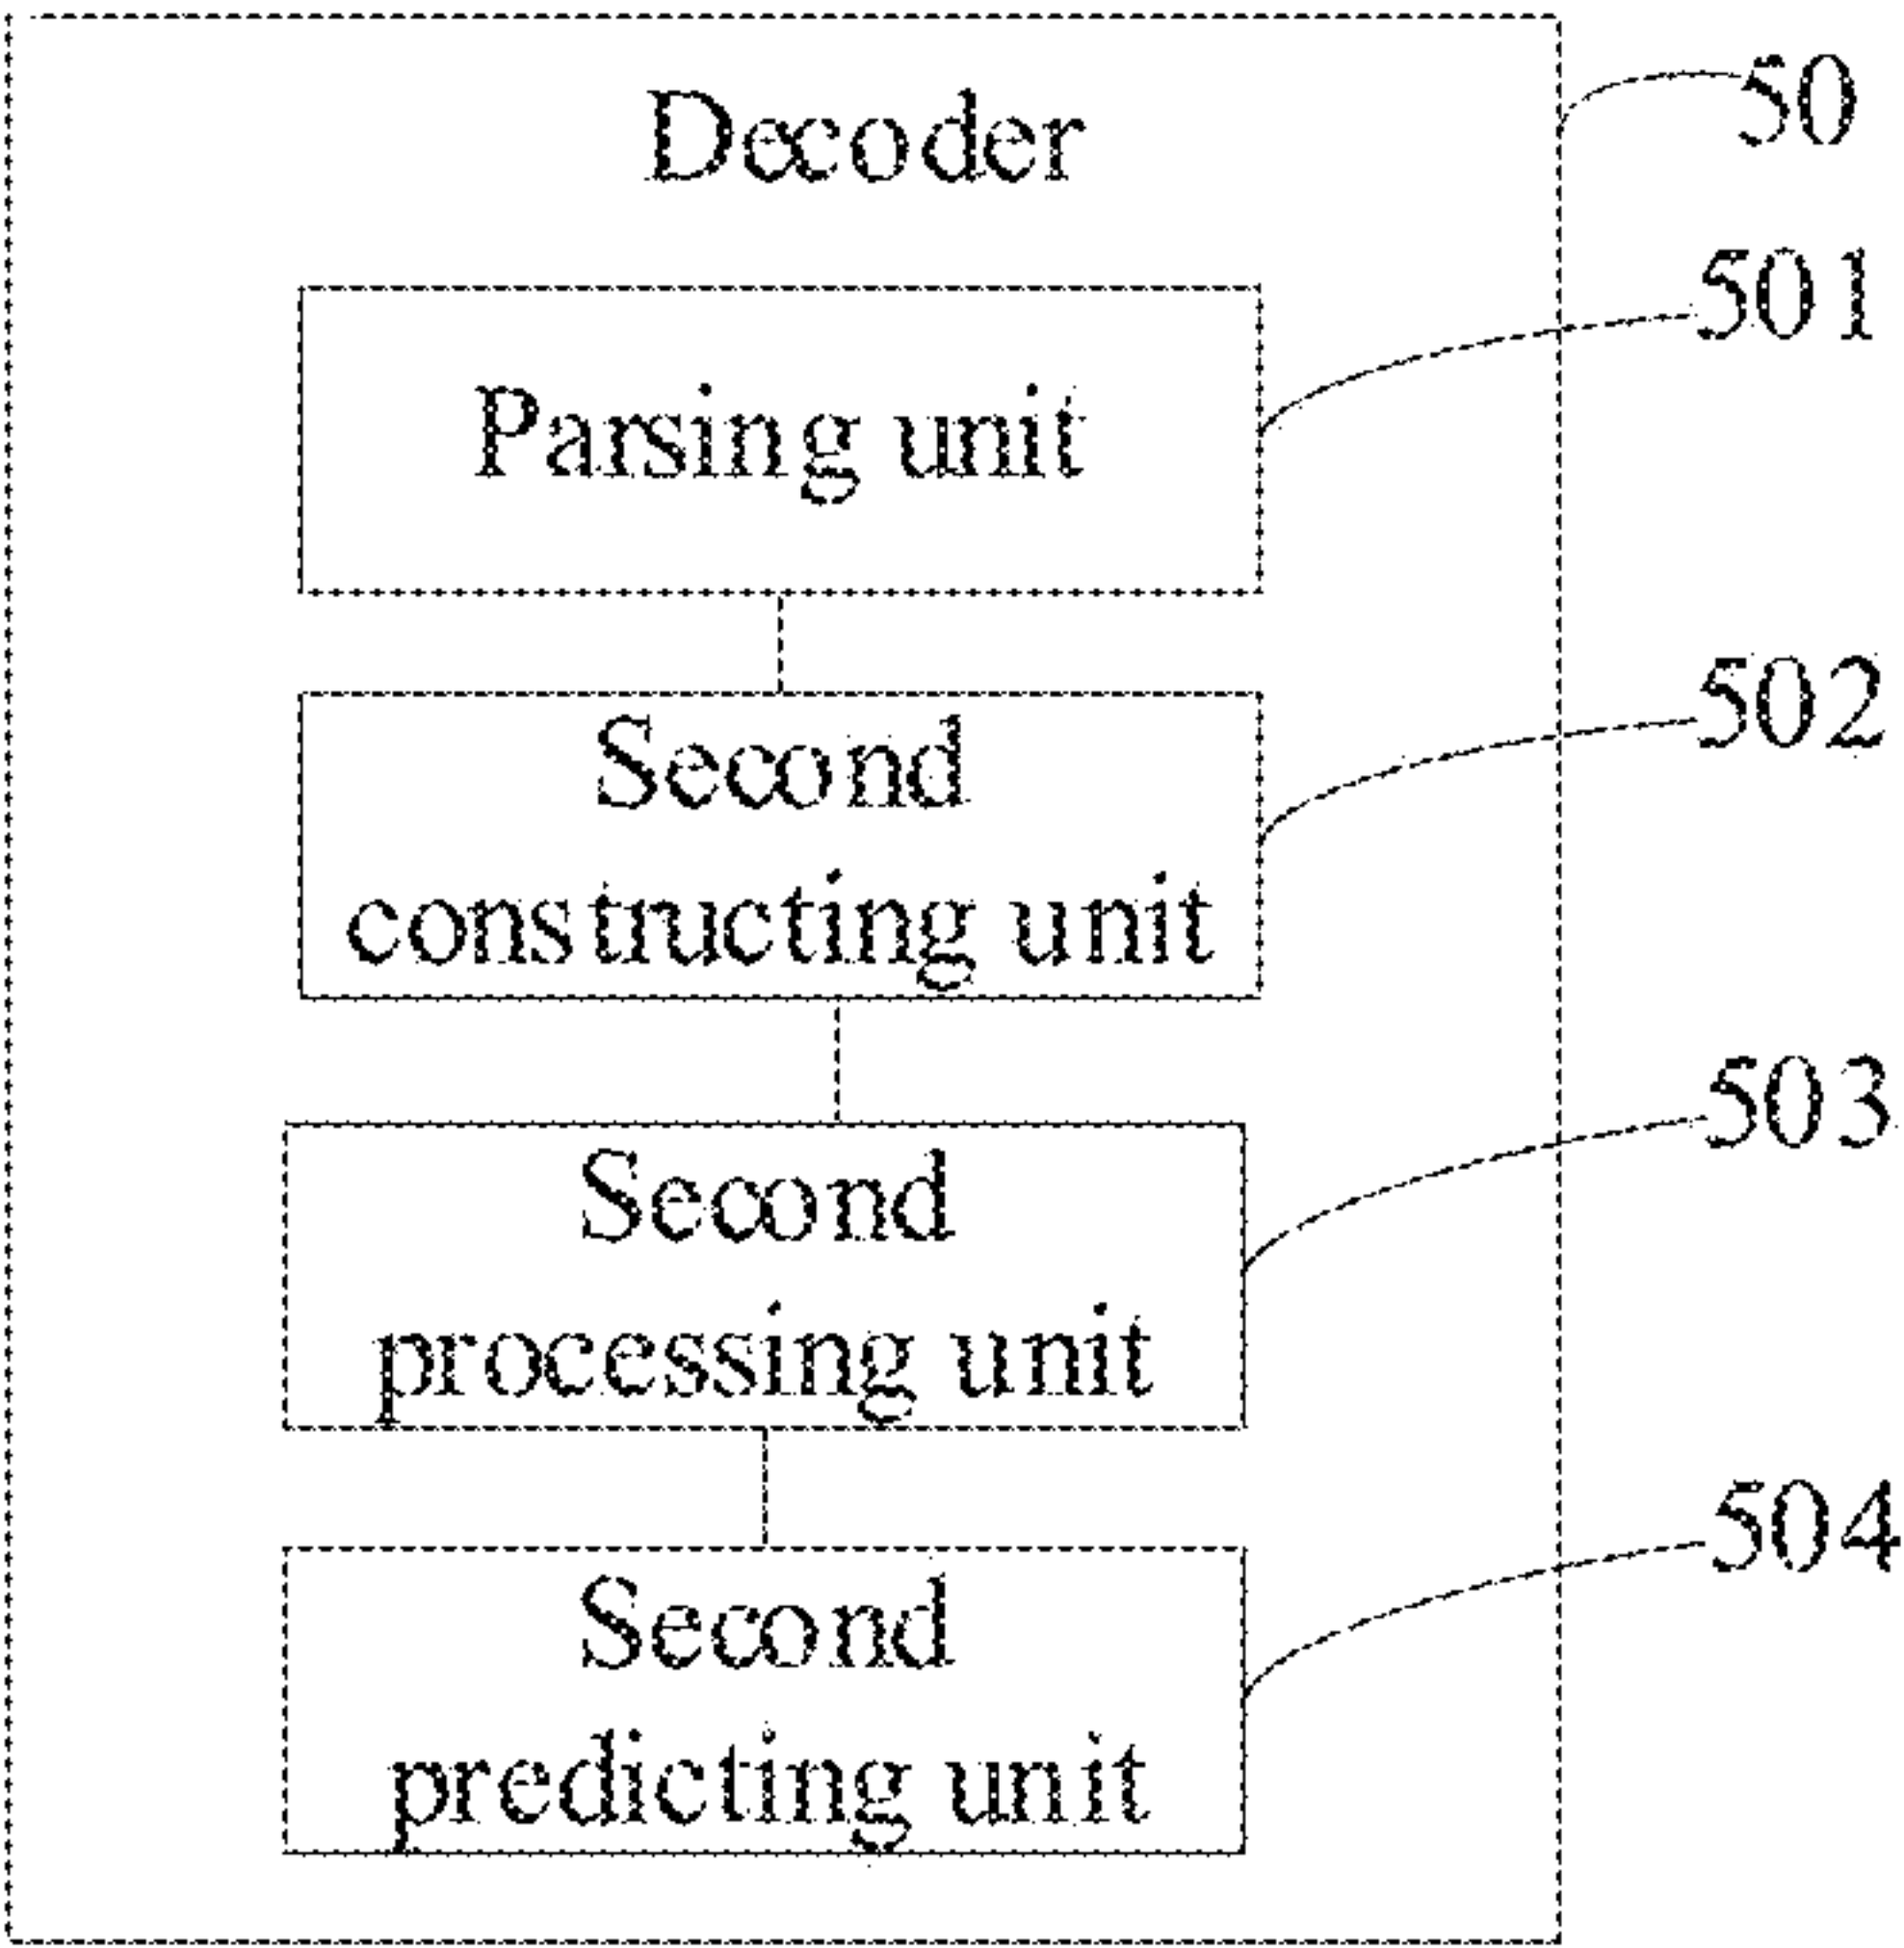 Decoder
50
501
Parsing unit
502
Second
constructing unit
503
Second
processing unit
504
Second
predicting unit